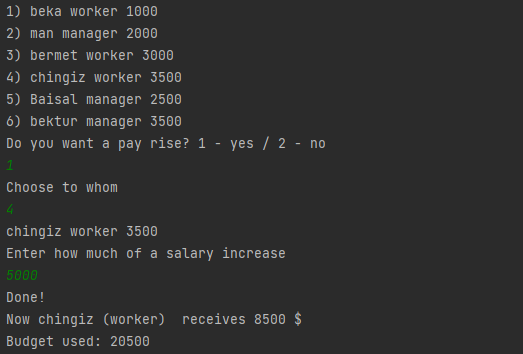 1) beka worker 1000
2) man manager 2000
3) bermet worker 3000
4) chingiz worker 3500
5) Baisal manager 2500
6) bektur manager 3500
Do you want a pay rise? 1 - yes / 2 - no
1
Choose to whom
4
chingiz worker 3500
Enter how much of a salary increase
5000
Done!
Now chingiz (worker)  receives 8500 $
Budget used: 20500